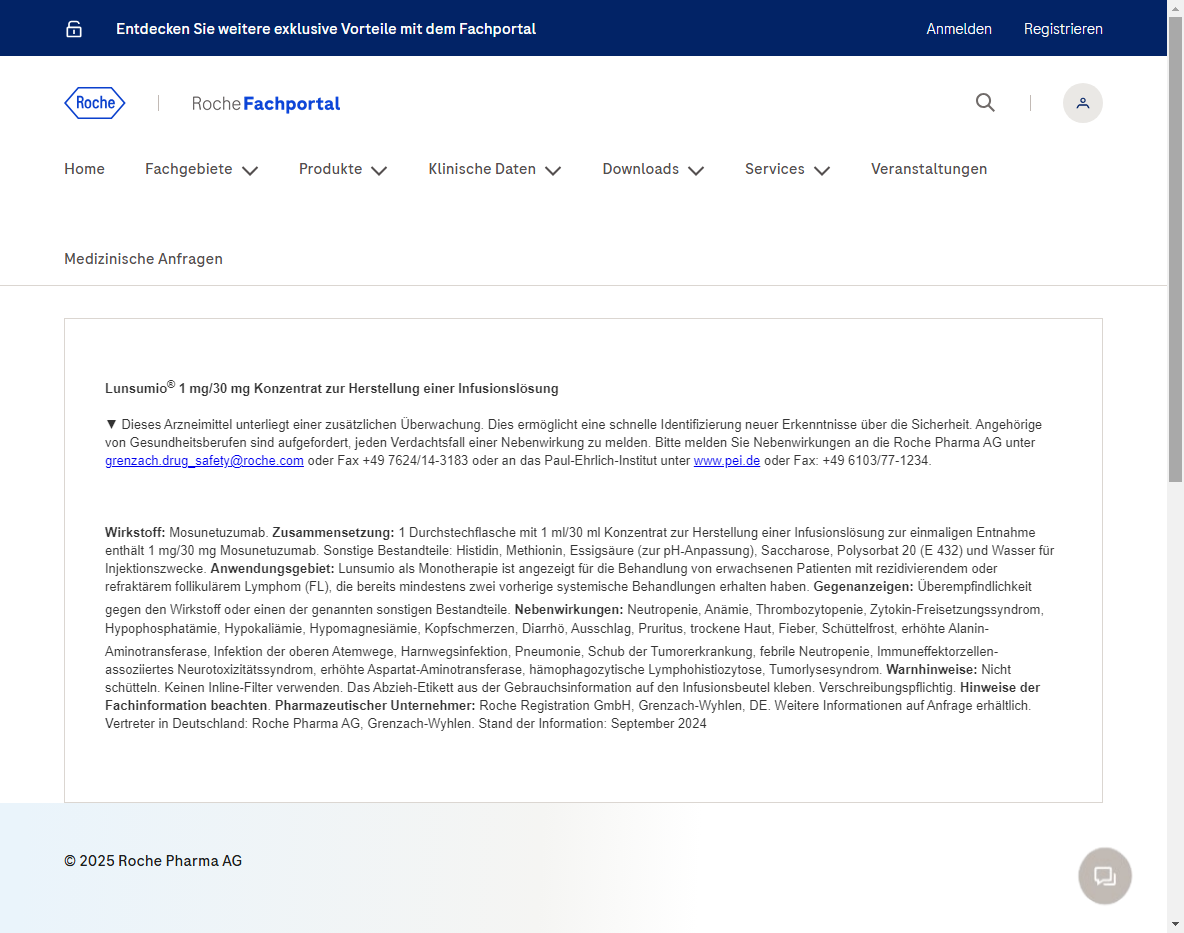 Entdecken Sie weitere exklusive Vorteile mit dem Fachportal
Anmelden
Registrieren
Roche
Roche Fachportal
Home
Fachgebiete
Produkte
Klinische Daten
Downloads
Services
Veranstaltungen
Medizinische Anfragen
Lunsumio® 1 mg/30 mg Konzentrat zur Herstellung einer Infusionslösung
▼ Dieses Arzneimittel unterliegt einer zusätzlichen Überwachung. Dies ermöglicht eine schnelle Identifizierung neuer Erkenntnisse über die Sicherheit. Angehörige
von Gesundheitsberufen sind aufgefordert, jeden Verdachtsfall einer Nebenwirkung zu melden. Bitte melden Sie Nebenwirkungen an die Roche Pharma AG unter
grenzach.drug_safety@roche.com oder Fax +49 7624/14-3183 oder an das Paul-Ehrlich-Institut unter www.pei.de oder Fax: +49 6103/77-1234.
Wirkstoff: Mosunetuzumab. Zusammensetzung: 1 Durchstechflasche mit 1 ml/30 ml Konzentrat zur Herstellung einer Infusionslösung zur einmaligen Entnahme
enthält 1 mg/30 mg Mosunetuzumab. Sonstige Bestandteile: Histidin, Methionin, Essigsäure (zur pH-Anpassung), Saccharose, Polysorbat 20 (E 432) und Wasser für
Injektionszwecke. Anwendungsgebiet: Lunsumio als Monotherapie ist angezeigt für die Behandlung von erwachsenen Patienten mit rezidivierendem oder
refraktärem follikulärem Lymphom (FL), die bereits mindestens zwei vorherige systemische Behandlungen erhalten haben. Gegenanzeigen: Überempfindlichkeit
gegen den Wirkstoff oder einen der genannten sonstigen Bestandteile. Nebenwirkungen: Neutropenie, Anämie, Thrombozytopenie, Zytokin-Freisetzungssyndrom,
Hypophosphatämie, Hypokaliämie, Hypomagnesiämie, Kopfschmerzen, Diarrhö, Ausschlag, Pruritus, trockene Haut, Fieber, Schüttelfrost, erhöhte Alanin-
Aminotransferase, Infektion der oberen Atemwege, Harnwegsinfektion, Pneumonie, Schub der Tumorerkrankung, febrile Neutropenie, Immuneffektorzellen-
assoziiertes Neurotoxizitätssyndrom, erhöhte Aspartat-Aminotransferase, hämophagozytische Lymphohistiozytose, Tumorlysesyndrom. Warnhinweise: Nicht
schütteln. Keinen Inline-Filter verwenden. Das Abzieh-Etikett aus der Gebrauchsinformation auf den Infusionsbeutel kleben. Verschreibungspflichtig. Hinweise der
Fachinformation beachten. Pharmazeutischer Unternehmer: Roche Registration GmbH, Grenzach-Wyhlen, DE. Weitere Informationen auf Anfrage erhältlich.
Vertreter in Deutschland: Roche Pharma AG, Grenzach-Wyhlen. Stand der Information: September 2024
© 2025 Roche Pharma AG